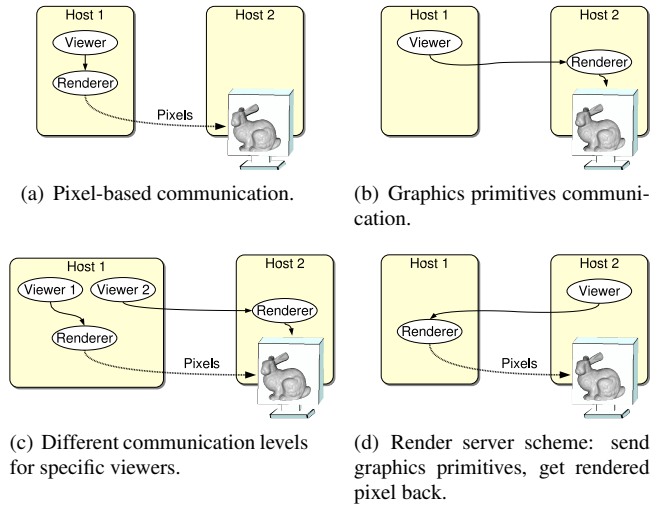 Host 1
Host 2
Viewer
Renderer
Pixels
(a) Pixel-based communication.
Host 1
Host 2
Viewer
Renderer
(b) Graphics primitives communi-
cation.
Host 1
Host 2
Viewer 1
Viewer 2
Renderer
Renderer
Pixels
(c) Different communication levels
for specific viewers.
Host 1
Host 2
Viewer
Renderer
Pixels
(d) Render server scheme: send
graphics primitives, get rendered
pixel back.